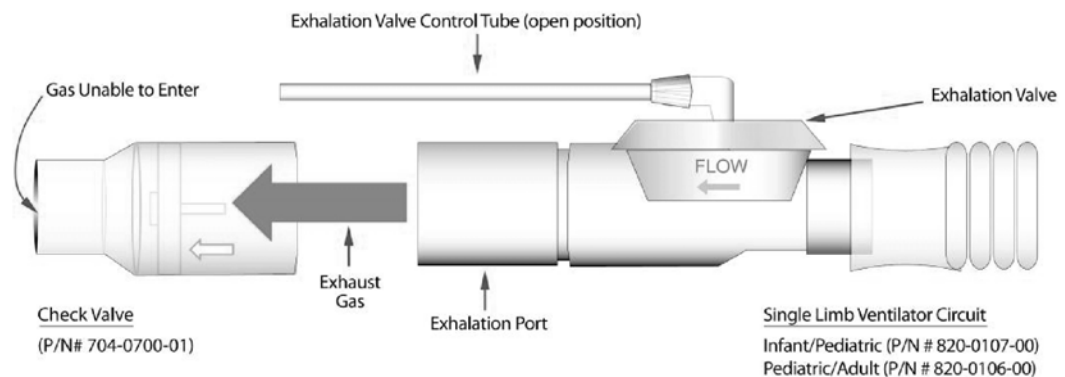 Exhalation Valve Control Tube (open position)
Gas Unable to Enter
Exhalation Valve
FLOW
Exhaust
Gas
Exhalation Port
Check Valve
(P/N# 704-0700-01)
Single Limb Ventilator Circuit
Infant/Pediatric (P/N # 820-0107-00)
Pediatric/Adult (P/N # 820-0106-00)